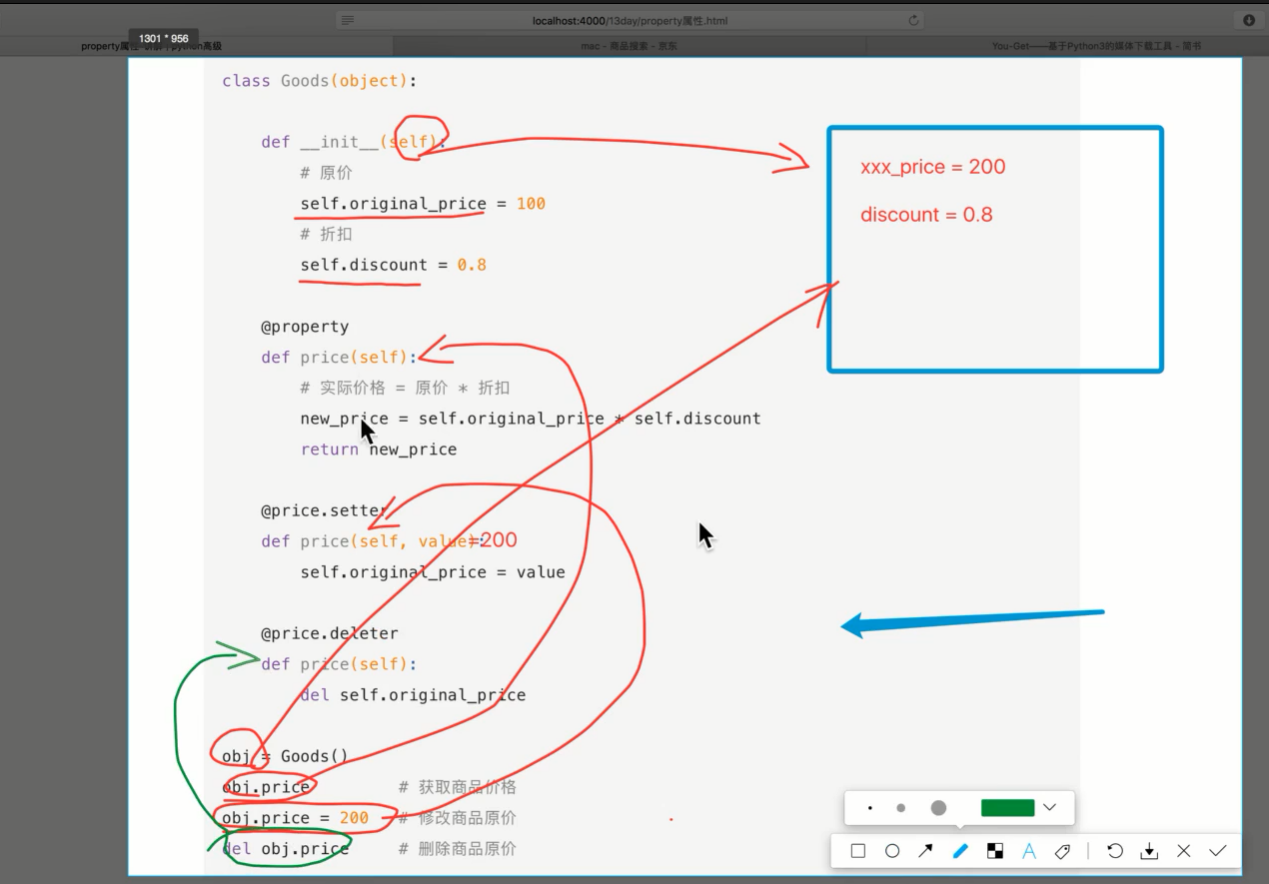 localhost:4000/13day/property属性.html
1301 * 956
mac - 商品搜索 - 京东
You-Get——基于Python3的媒体下载工具 - 简书
class Goods(object):
def __init__(self):
# 原价
self.original_price = 100
# 折扣
self.discount = 0.8
xxx_price = 200
discount = 0.8
@property
def price(self):
# 实际价格 = 原价 * 折扣
new_price = self.original_price * self.discount
return new_price
@price.setter
def price(self, value):
=200
self.original_price = value
@price.deleter
def price(self):
del self.original_price
obj = Goods()
obj.price # 获取商品价格
obj.price = 200 # 修改商品原价
del obj.price # 删除商品原价
A